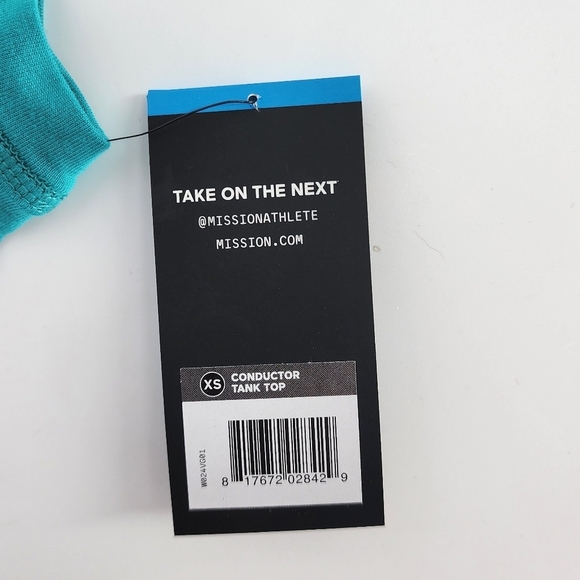 TAKE ON THE NEXT
@MISSIONATHLETE
MISSION.COM
XS
CONDUCTOR
TANK TOP
W024VG01
8 17672 02842 9